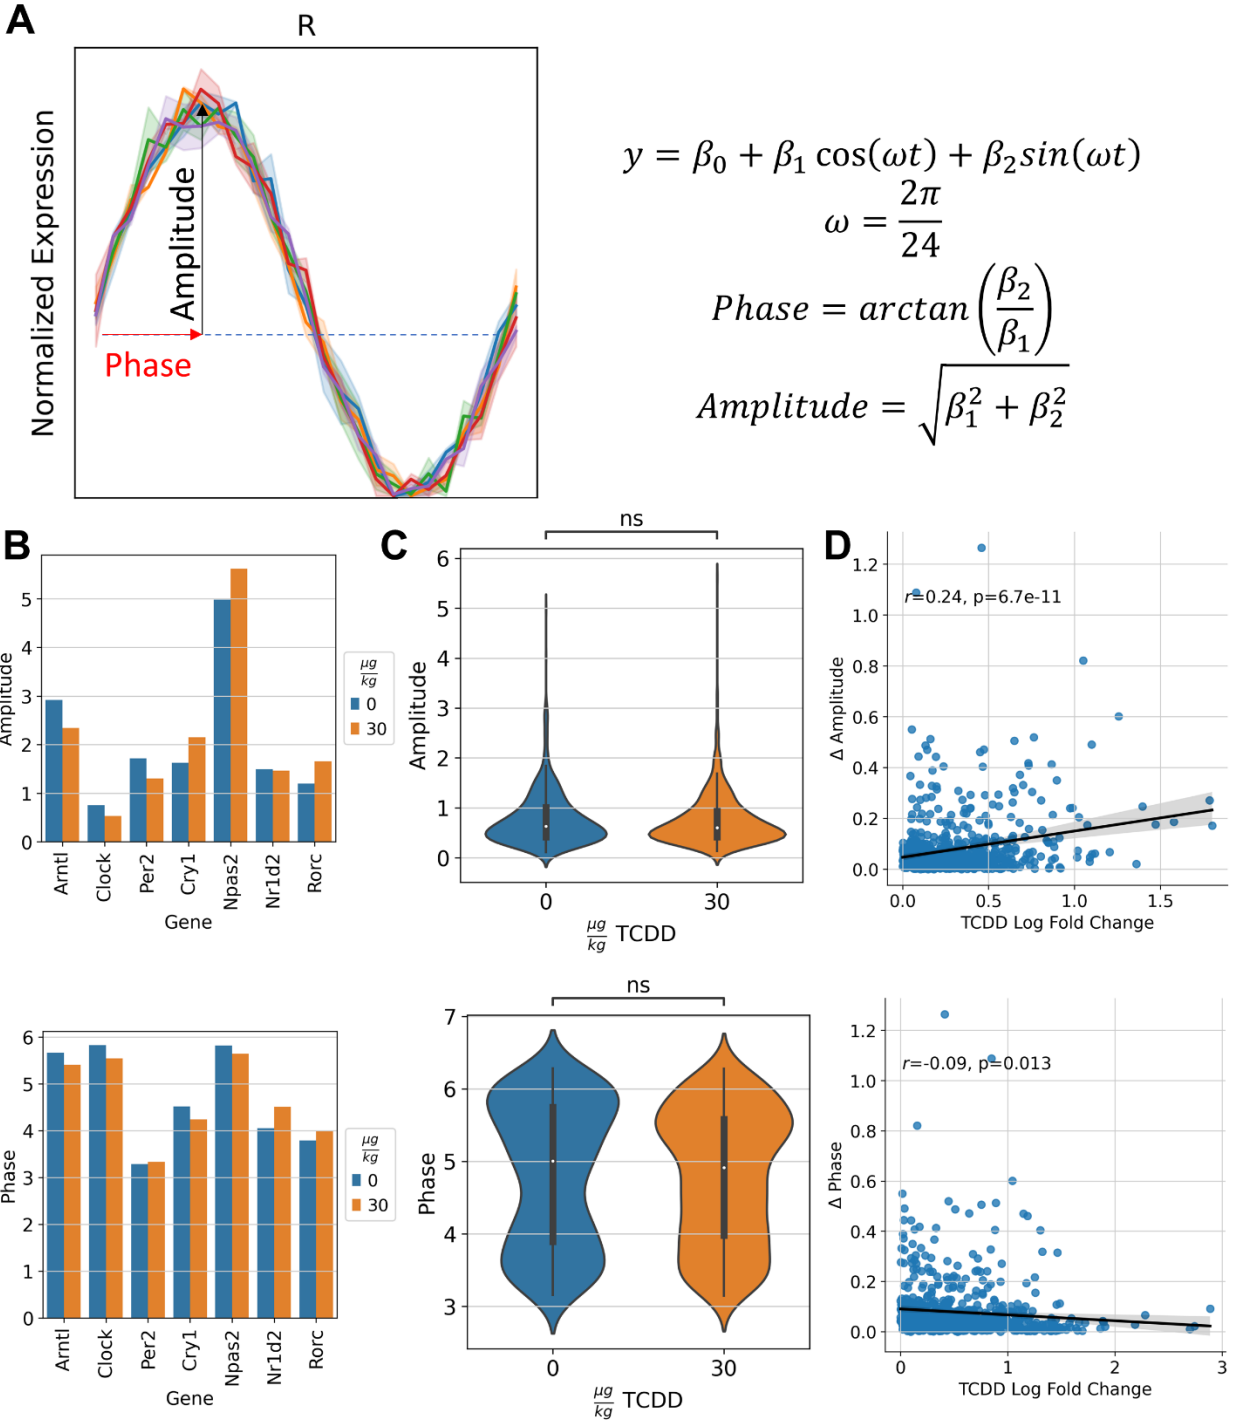 A
R
Normalized Expression
Amplitude
Phase
y = β₀ + β₁ cos(ωt) + β₂sin(ωt)
ω = 2π/24
Phase = arctan(β₂/β₁)
Amplitude = √(β₁² + β₂²)
B
Amplitude
5
4
3
2
1
0
Arntl
Clock
Per2
Cry1
Npas2
Nr1d2
Rorc
Gene
μg/kg
0
30
C
ns
Amplitude
6
5
4
3
2
1
0
0
30
μg/kg TCDD
D
r=0.24, p=6.7e-11
Δ Amplitude
1.2
1.0
0.8
0.6
0.4
0.2
0.0
0.0
0.5
1.0
1.5
TCDD Log Fold Change
Phase
6
5
4
3
2
1
0
Arntl
Clock
Per2
Cry1
Npas2
Nr1d2
Rorc
Gene
μg/kg
0
30
ns
Phase
7
6
5
4
3
0
30
μg/kg TCDD
r=-0.09, p=0.013
Δ Phase
1.2
1.0
0.8
0.6
0.4
0.2
0.0
0
1
2
3
TCDD Log Fold Change